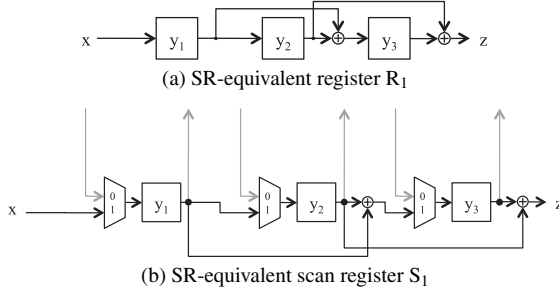 x y₁ y₂ y₃ z
(a) SR-equivalent register R₁
0 0 0
x 1 y₁ 1 y₂ 1 y₃ z
(b) SR-equivalent scan register S₁